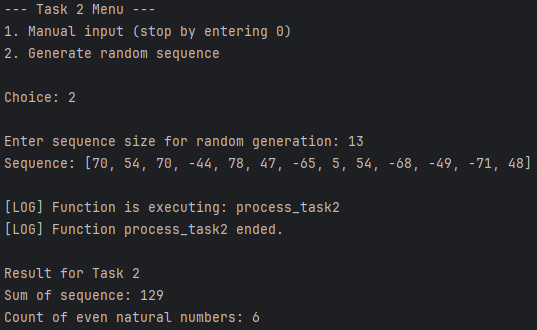 --- Task 2 Menu ---
1. Manual input (stop by entering 0)
2. Generate random sequence
Choice: 2
Enter sequence size for random generation: 13
Sequence: [70, 54, 70, -44, 78, 47, -65, 5, 54, -68, -49, -71, 48]
[LOG] Function is executing: process_task2
[LOG] Function process_task2 ended.
Result for Task 2
Sum of sequence: 129
Count of even natural numbers: 6